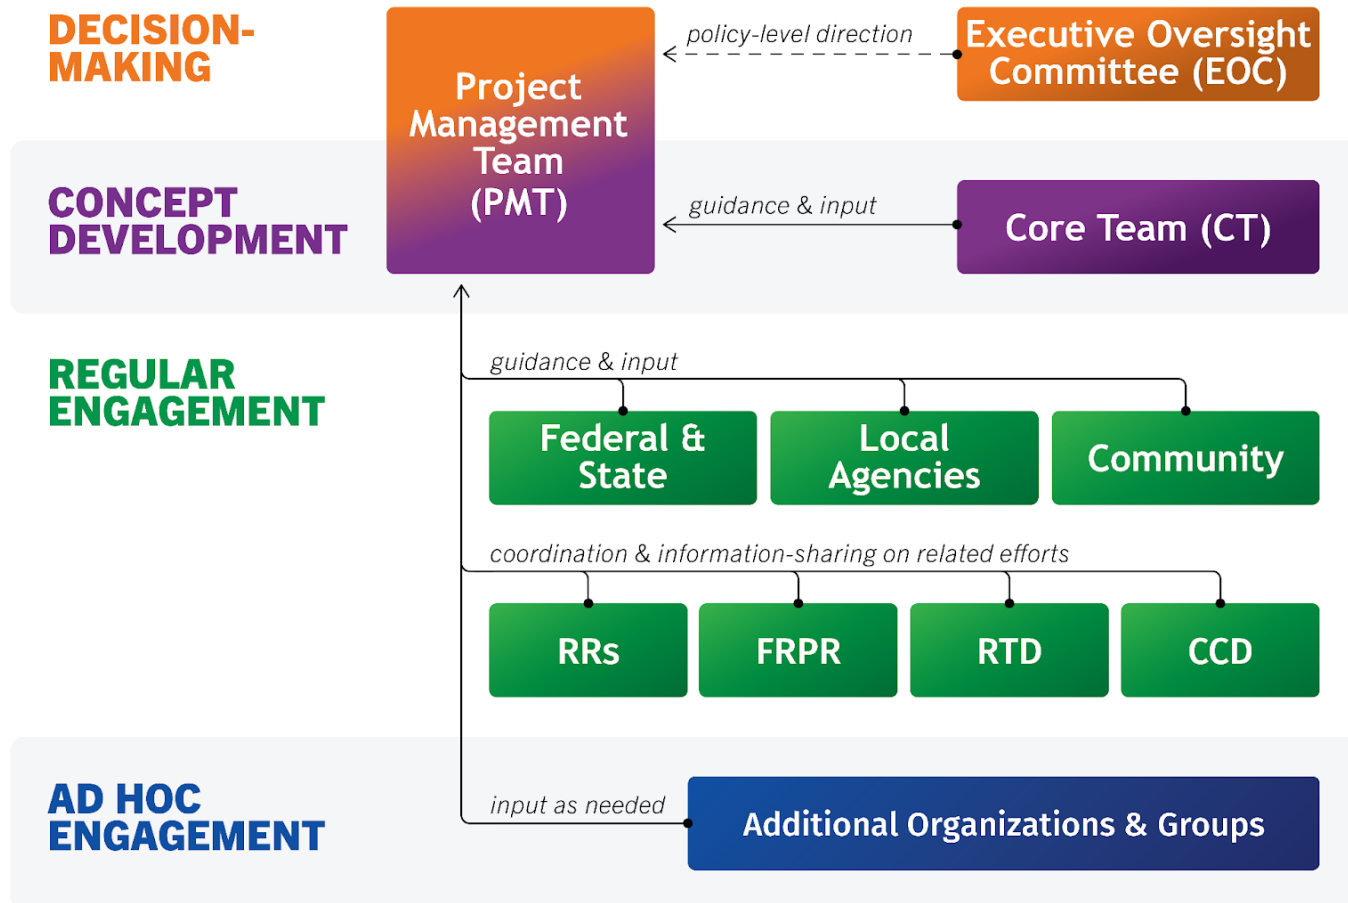 DECISION-
MAKING
Project
Management
Team
(PMT)
policy-level direction
Executive Oversight
Committee (EOC)
CONCEPT
DEVELOPMENT
guidance & input
Core Team (CT)
REGULAR
ENGAGEMENT
guidance & input
Federal &
State
Local
Agencies
Community
coordination & information-sharing on related efforts
RRs
FRPR
RTD
CCD
AD HOC
ENGAGEMENT
input as needed
Additional Organizations & Groups